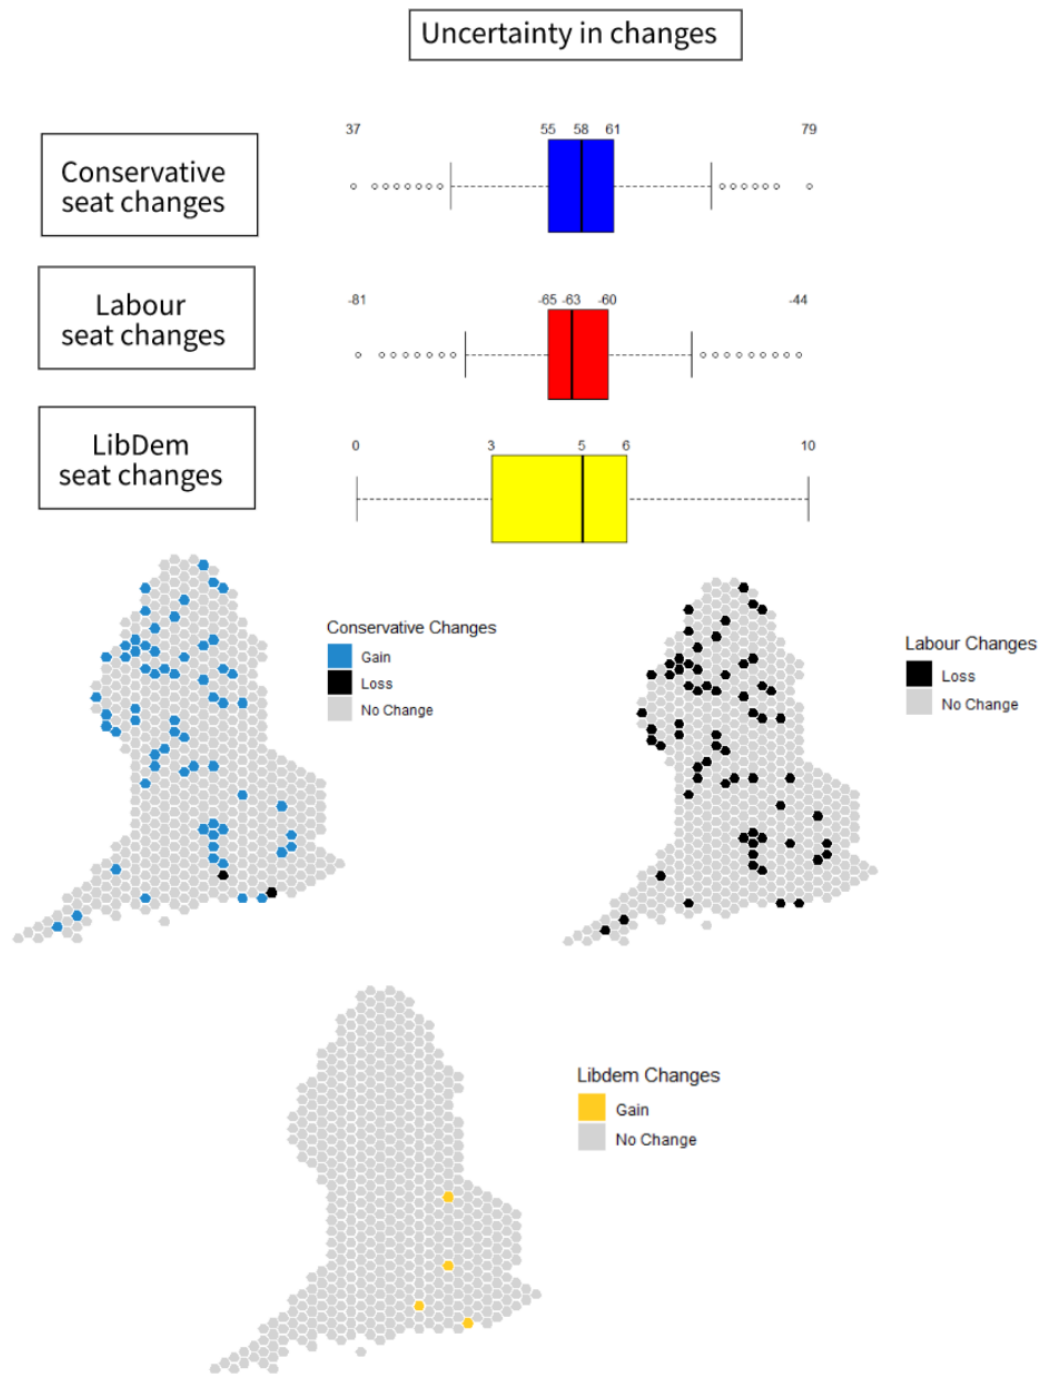 Uncertainty in changes
37 55 58 61 79
Conservative
seat changes
-81 -65 -63 -60 -44
Labour
seat changes
0 3 5 6 10
LibDem
seat changes
Conservative Changes
Gain
Loss
No Change
Labour Changes
Loss
No Change
Libdem Changes
Gain
No Change